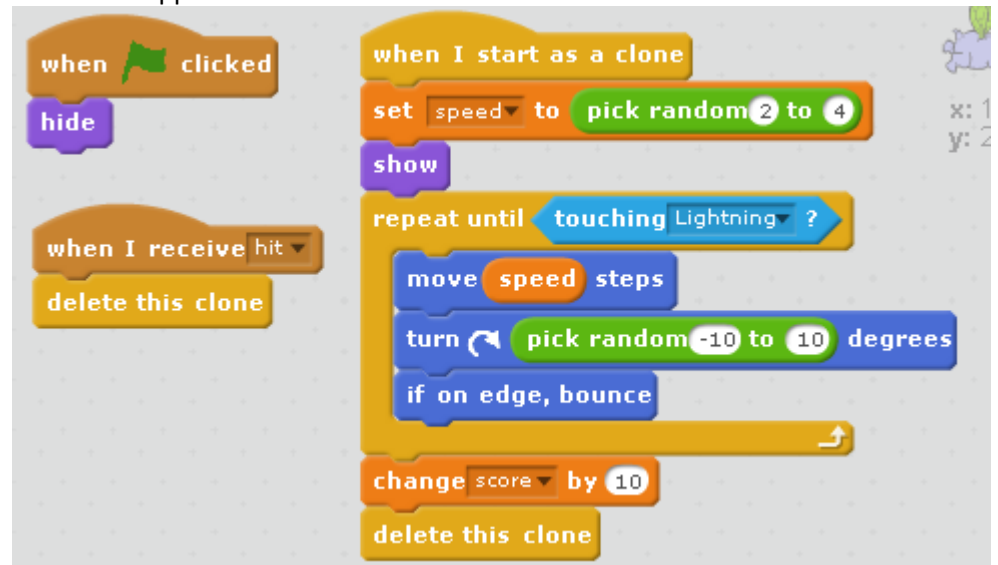 when clicked
hide
when I receive hit
delete this clone
when I start as a clone
set speed to pick random 2 to 4
show
repeat until touching Lightning ?
move speed steps
turn pick random -10 to 10 degrees
if on edge, bounce
change score by 10
delete this clone
x: 1
y: 2